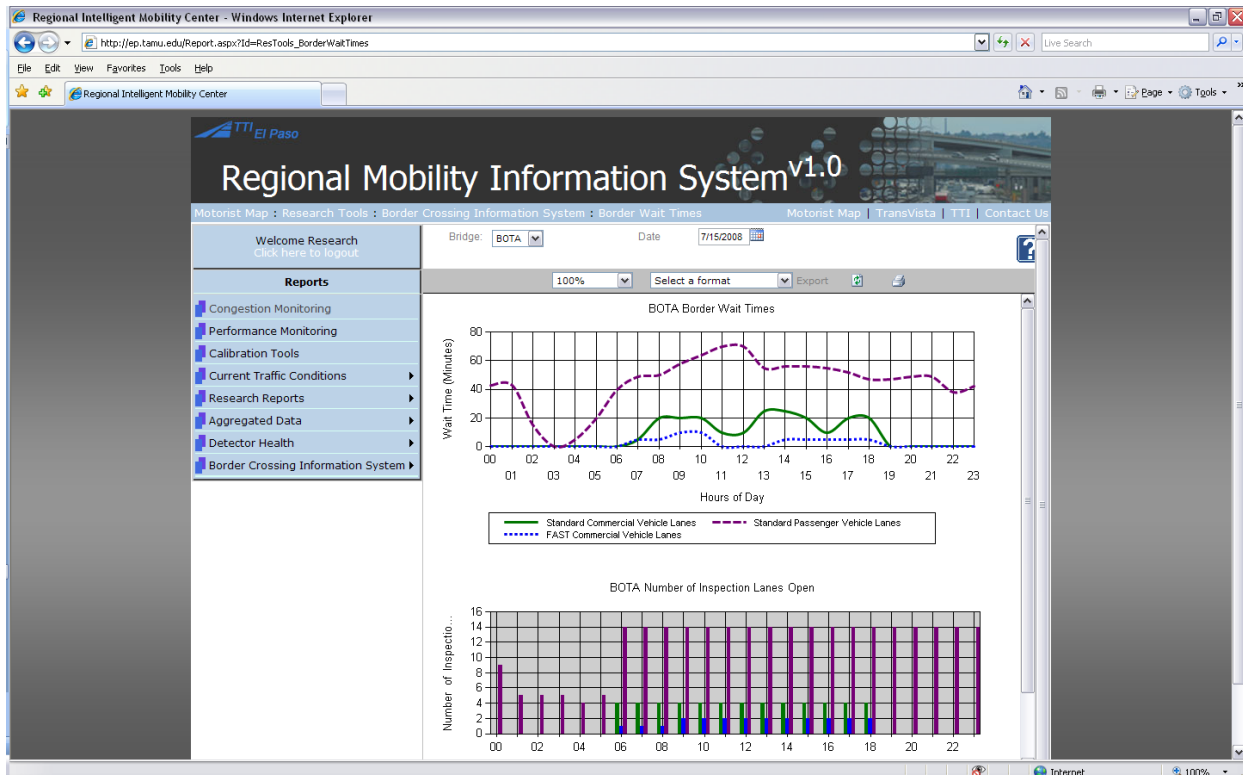 Regional Intelligent Mobility Center - Windows Internet Explorer
http://ep.tamu.edu/Report.aspx?Id=ResTools_BorderWaitTimes
Live Search
File Edit View Favorites Tools Help
Regional Intelligent Mobility Center
Page Tools »
TTI El Paso
Regional Mobility Information System v1.0
Motorist Map : Research Tools : Border Crossing Information System : Border Wait Times
Motorist Map | TransVista | TTI | Contact Us
Welcome Research
Click here to logout
Reports
Congestion Monitoring
Performance Monitoring
Calibration Tools
Current Traffic Conditions
Research Reports
Aggregated Data
Detector Health
Border Crossing Information System
Bridge: BOTA Date 7/15/2008
?
100% Select a format Export
BOTA Border Wait Times
Wait Time (Minutes)
80
60
40
20
0
00 02 04 06 08 10 12 14 16 18 20 22
01 03 05 07 09 11 13 15 17 19 21 23
Hours of Day
Standard Commercial Vehicle Lanes Standard Passenger Vehicle Lanes
FAST Commercial Vehicle Lanes
BOTA Number of Inspection Lanes Open
Number of Inspectio...
16
14
12
10
8
6
4
2
0
00 02 04 06 08 10 12 14 16 18 20 22
Internet 100%